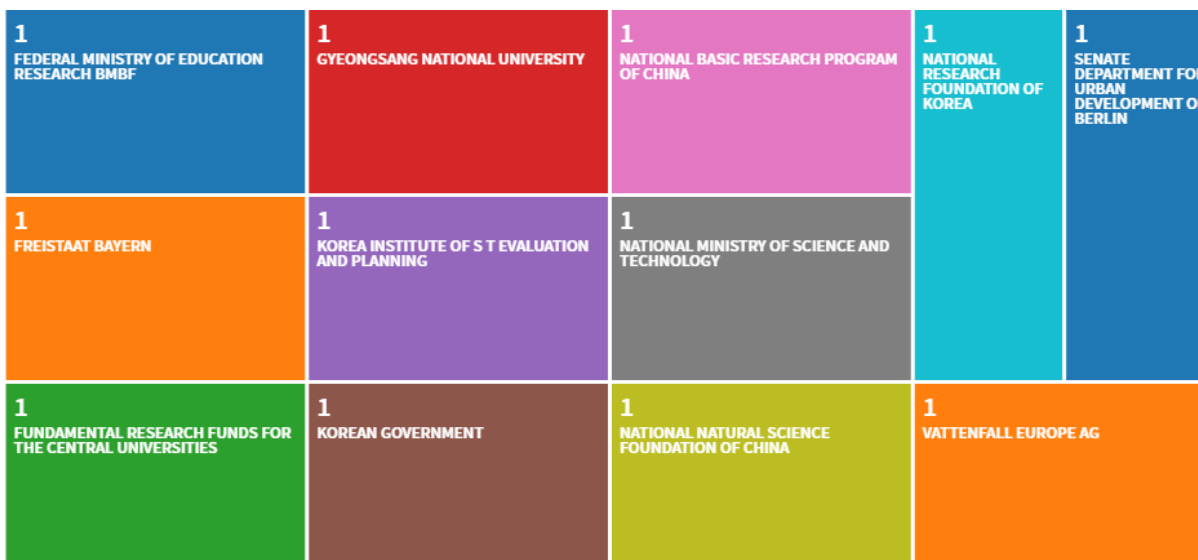 1
FEDERAL MINISTRY OF EDUCATION
RESEARCH BMBF
1
GYEONGSANG NATIONAL UNIVERSITY
1
NATIONAL BASIC RESEARCH PROGRAM
OF CHINA
1
NATIONAL
RESEARCH
FOUNDATION OF
KOREA
1
SENATE
DEPARTMENT FO
URBAN
DEVELOPMENT O
BERLIN
1
FREISTAAT BAYERN
1
KOREA INSTITUTE OF S T EVALUATION
AND PLANNING
1
NATIONAL MINISTRY OF SCIENCE AND
TECHNOLOGY
1
FUNDAMENTAL RESEARCH FUNDS FOR
THE CENTRAL UNIVERSITIES
1
KOREAN GOVERNMENT
1
NATIONAL NATURAL SCIENCE
FOUNDATION OF CHINA
1
VATTENFALL EUROPE AG